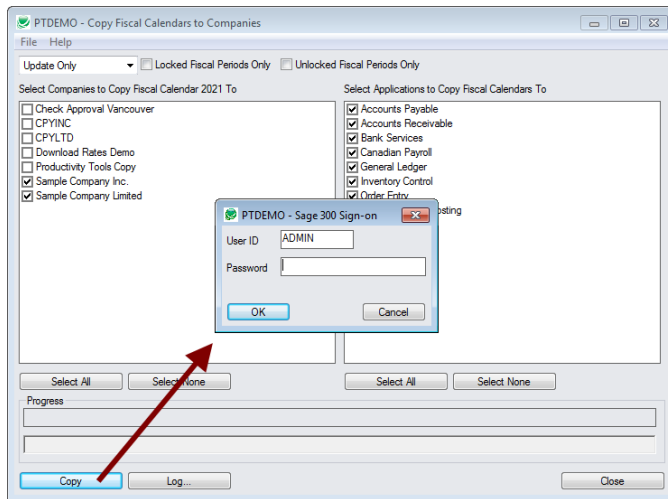 PTDEMO - Copy Fiscal Calendars to Companies
File Help
Update Only Locked Fiscal Periods Only Unlocked Fiscal Periods Only
Select Companies to Copy Fiscal Calendar 2021 To
Check Approval Vancouver
CPYINC
CPYLTD
Download Rates Demo
Productivity Tools Copy
Sample Company Inc.
Sample Company Limited
Select Applications to Copy Fiscal Calendars To
Accounts Payable
Accounts Receivable
Bank Services
Canadian Payroll
General Ledger
Inventory Control
Order Entry
PTDEMO - Sage 300 Sign-on
User ID ADMIN
Password
OK Cancel
Select All Select None Select All Select None
Progress
Copy Log... Close